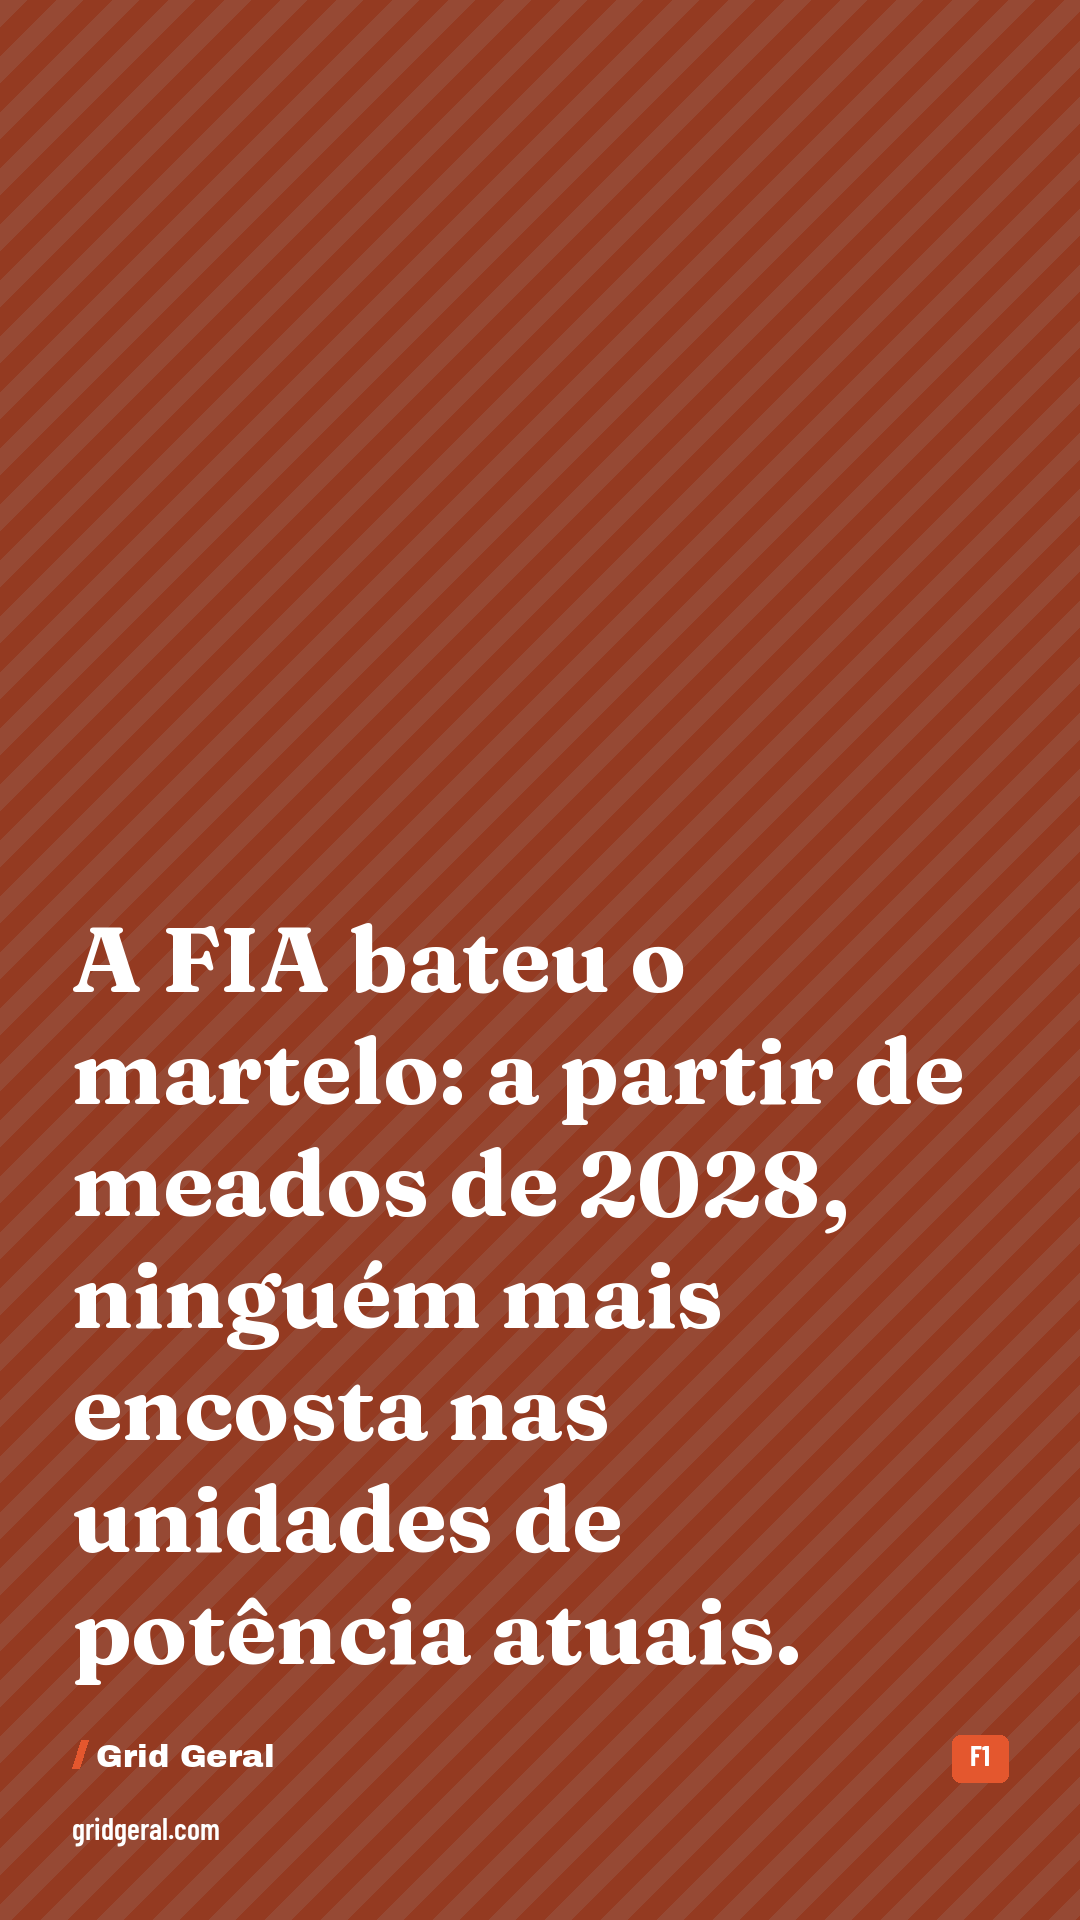 A FIA bateu o
martelo: a partir de
meados de 2028,
ninguém mais
encosta nas
unidades de
potência atuais.
/ Grid Geral
F1
gridgeral.com